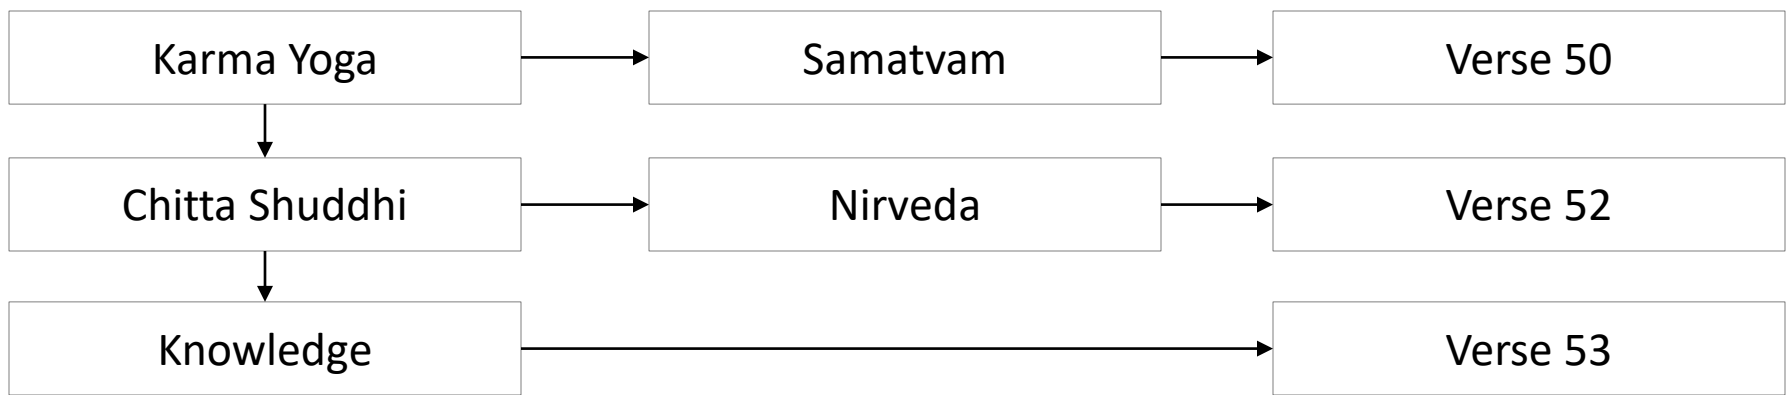 Karma Yoga
Samatvam
Verse 50
Chitta Shuddhi
Nirveda
Verse 52
Knowledge
Verse 53